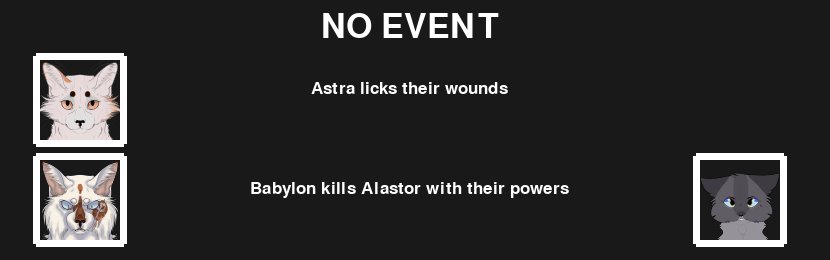 NO EVENT
Astra licks their wounds
Babylon kills Alastor with their powers